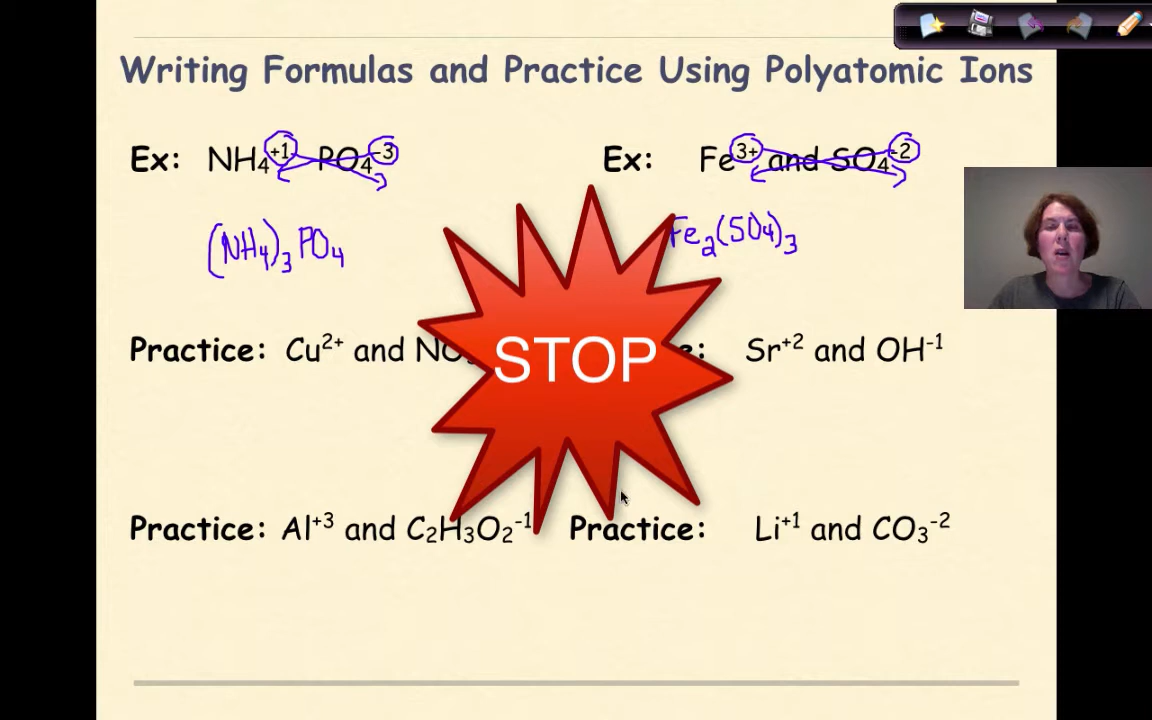 Writing Formulas and Practice Using Polyatomic Ions
Ex: NH₄⁺¹ PO₄⁻³
Ex: Fe³⁺ and SO₄⁻²
(NH₄)₃PO₄
Fe₂(SO₄)₃
Practice: Cu²⁺ and NO
STOP
Sr⁺² and OH⁻¹
Practice: Al⁺³ and C₂H₃O₂⁻¹
Practice: Li⁺¹ and CO₃⁻²